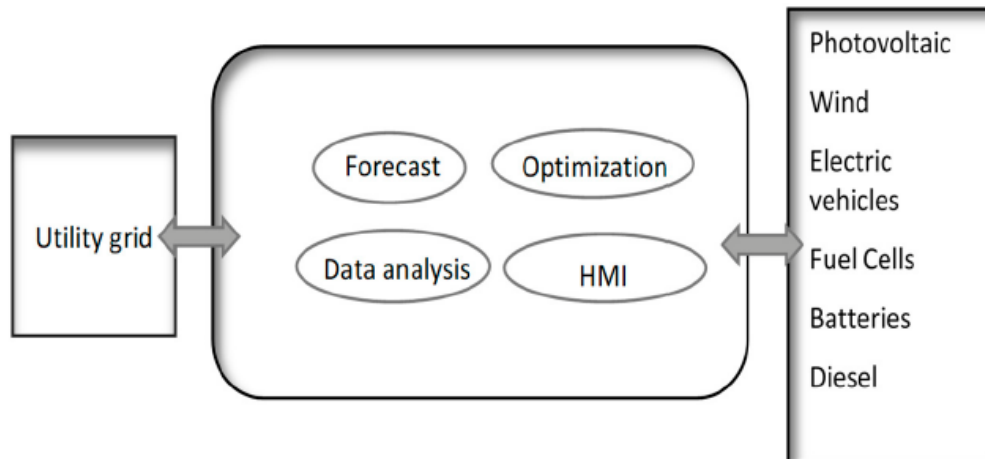 Utility grid
Forecast
Optimization
Data analysis
HMI
Photovoltaic
Wind
Electric
vehicles
Fuel Cells
Batteries
Diesel